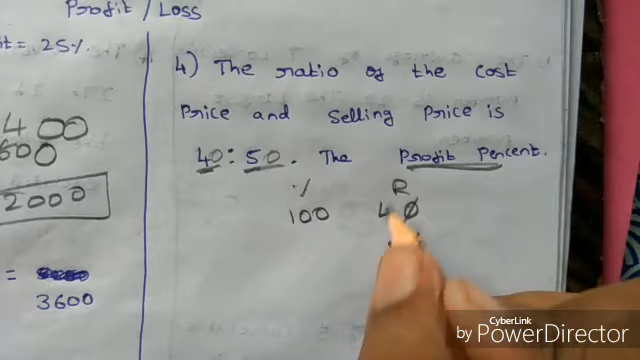 Profit / Loss
it = 25%.
400
600
2000
=
3600
4) The ratio of the cost
Price and Selling Price is
40 : 50 . The Profit Percent.
% R
100 40
CyberLink
by PowerDirector